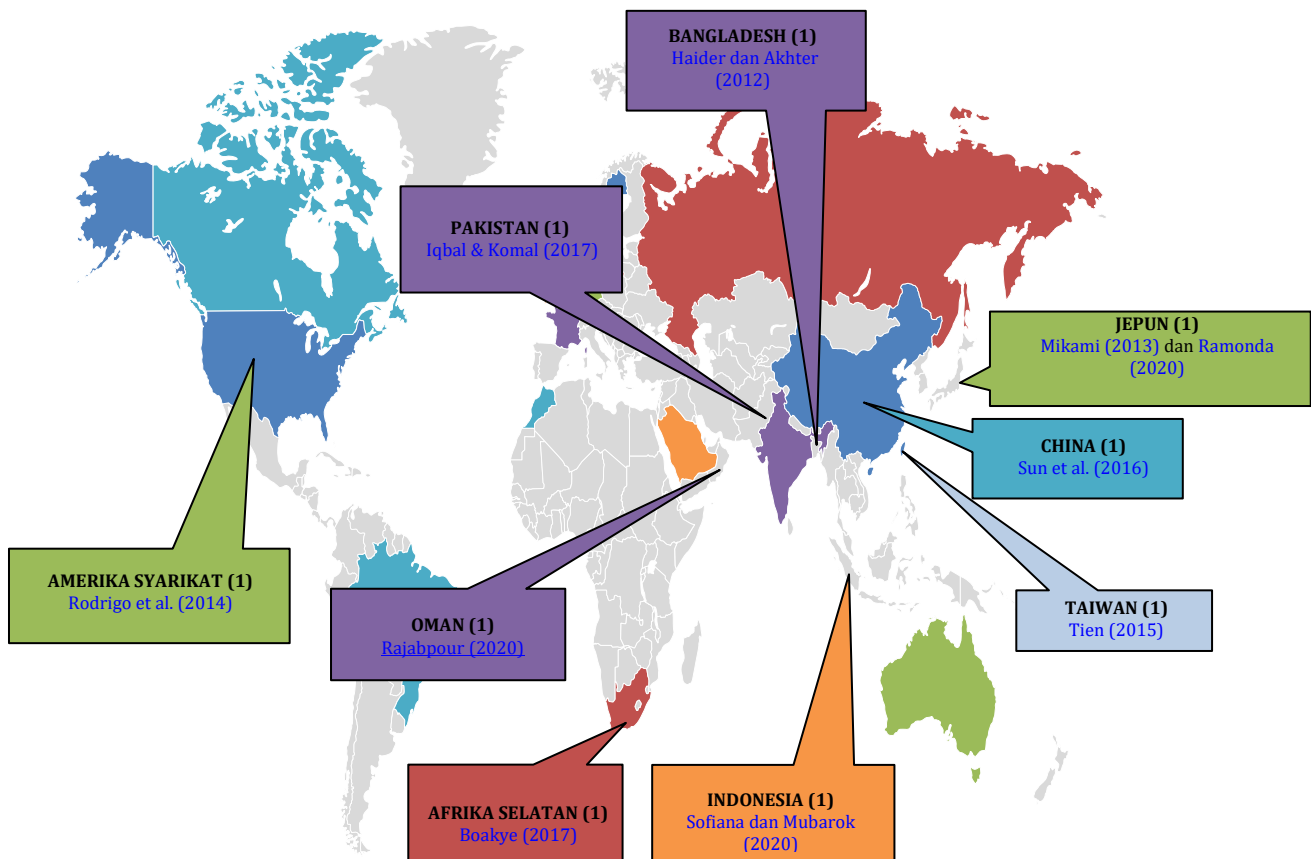 BANGLADESH (1)
Haider dan Akhter
(2012)
PAKISTAN (1)
Iqbal & Komal (2017)
JEPUN (1)
Mikami (2013) dan Ramonda
(2020)
CHINA (1)
Sun et al. (2016)
AMERIKA SYARIKAT (1)
Rodrigo et al. (2014)
OMAN (1)
Rajabpour (2020)
TAIWAN (1)
Tien (2015)
AFRIKA SELATAN (1)
Boakye (2017)
INDONESIA (1)
Sofiana dan Mubarok
(2020)